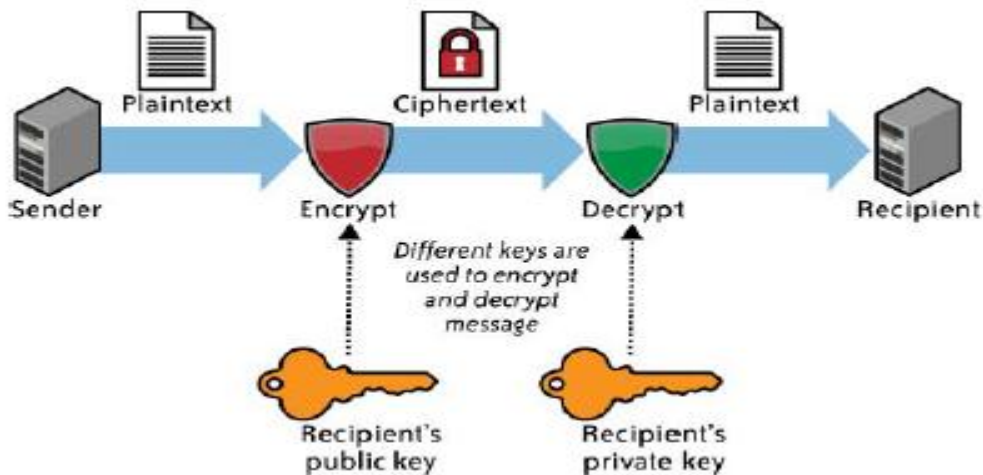 Plaintext
Ciphertext
Plaintext
Sender
Encrypt
Decrypt
Recipient
Different keys are
used to encrypt
and decrypt
message
Recipient's
public key
Recipient's
private key